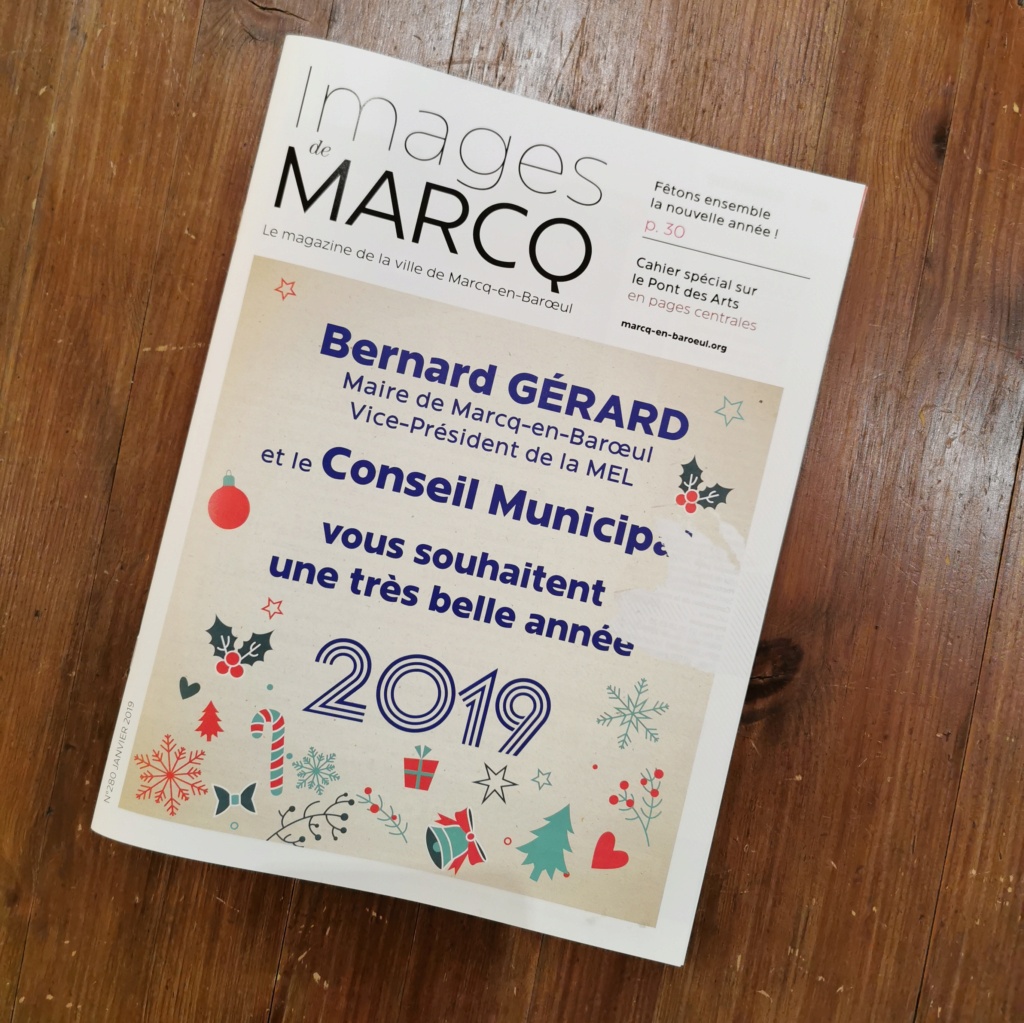 Images
de
MARCQ
Le magazine de la ville de Marcq-en-Barœul
Fêtons ensemble
la nouvelle année !
p. 30
Cahier spécial sur
le Pont des Arts
en pages centrales
marcq-en-baroeul.org
Bernard GÉRARD
Maire de Marcq-en-Barœul
Vice-Président de la MEL
et le Conseil Municipa
vous souhaitent
une très belle année
2019
N°280 JANVIER 2019